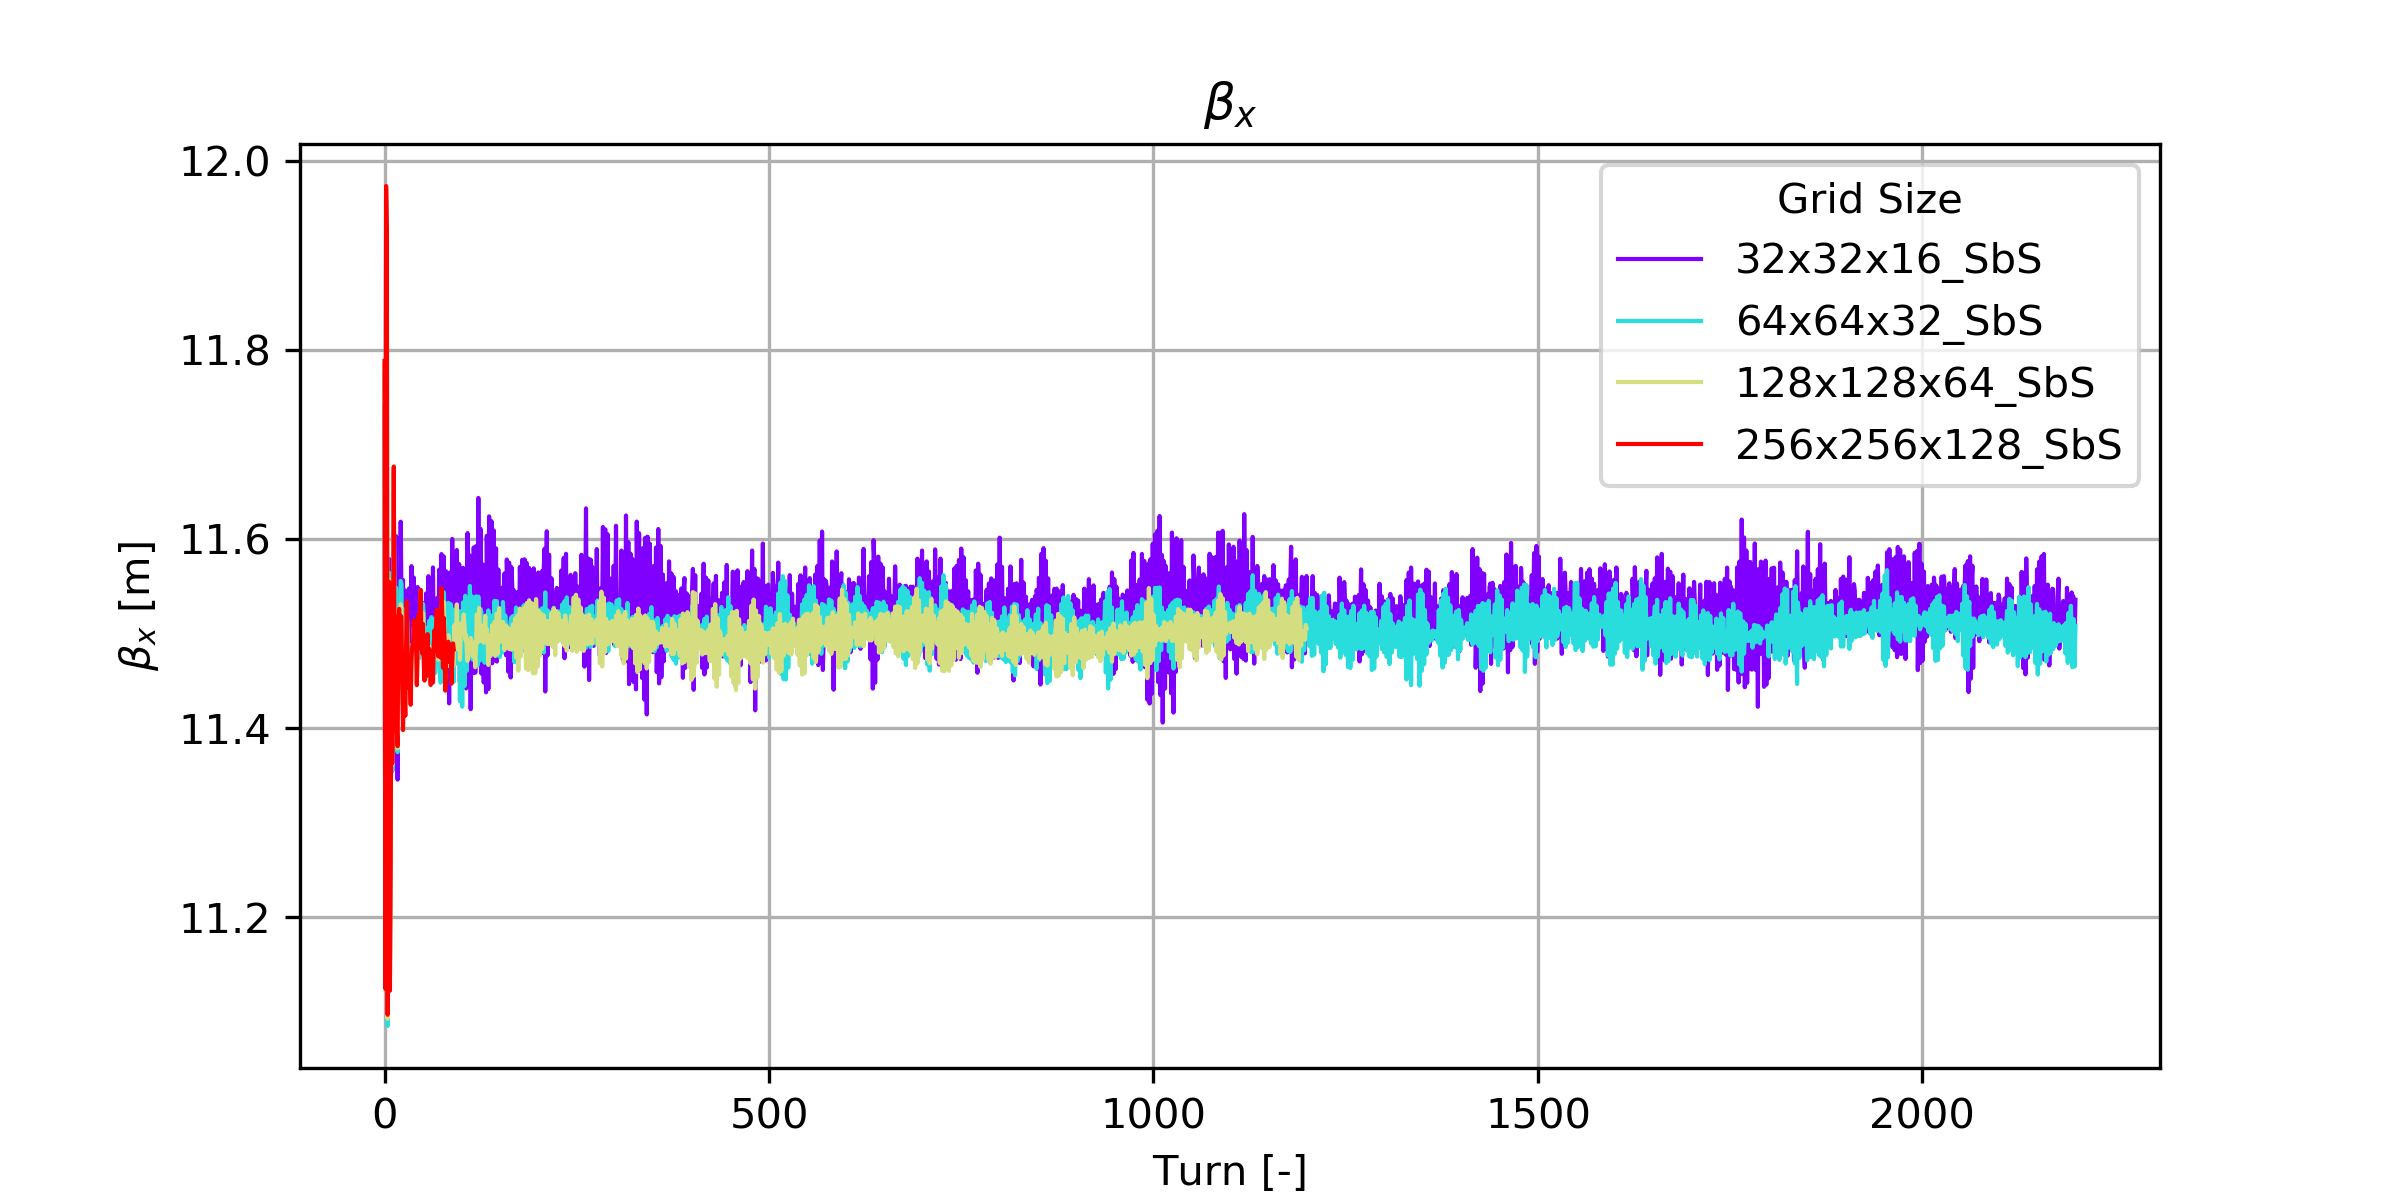 βx
12.0
11.8
11.6
11.4
11.2
βx [m]
0
500
1000
1500
2000
Turn [-]
Grid Size
32x32x16_SbS
64x64x32_SbS
128x128x64_SbS
256x256x128_SbS